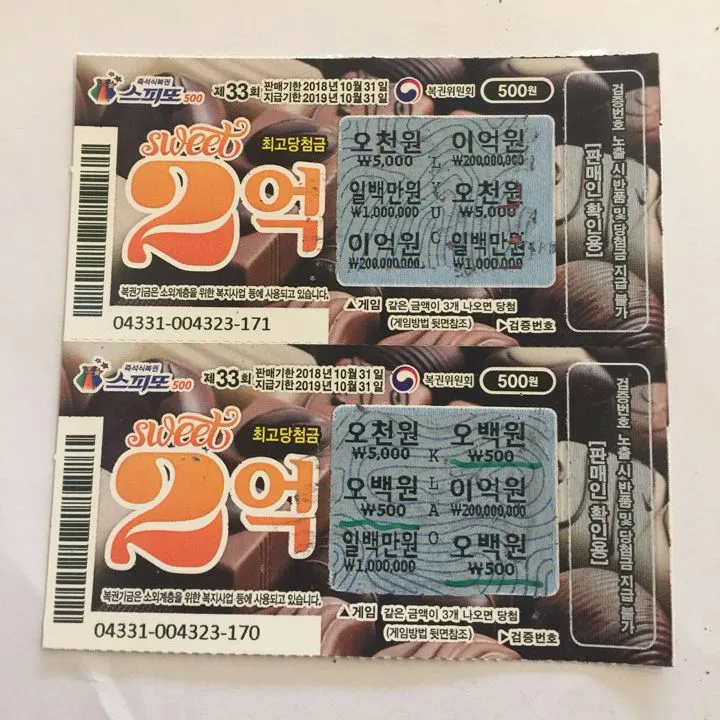 즉석식복권
스피또500 제33회 판매기한 2018년 10월 31일
지급기한 2019년 10월 31일
복권위원회 500원
sweet
2억
최고당첨금
복권기금은 소외계층을 위한 복지사업 등에 사용되고 있습니다.
04331-004323-171
오천원 이억원
₩5,000 ₩200,000,000
일백만원 오천원
₩1,000,000 ₩5,000
이억원 일백만원
₩200,000,000 ₩1,000,000
L Y U C
▲게임 같은 금액이 3개 나오면 당첨
(게임방법 뒷면참조) ▷검증번호
검증번호 노출 시 반품 및 당첨금 지급 불가
[판매인 확인용]
즉석식복권
스피또500 제33회 판매기한 2018년 10월 31일
지급기한 2019년 10월 31일
복권위원회 500원
sweet
2억
최고당첨금
복권기금은 소외계층을 위한 복지사업 등에 사용되고 있습니다.
04331-004323-170
오천원 오백원
₩5,000 ₩500
오백원 이억원
₩500 ₩200,000,000
일백만원 오백원
₩1,000,000 ₩500
K L A O
▲게임 같은 금액이 3개 나오면 당첨
(게임방법 뒷면참조) ▷검증번호
검증번호 노출 시 반품 및 당첨금 지급 불가
[판매인 확인용]